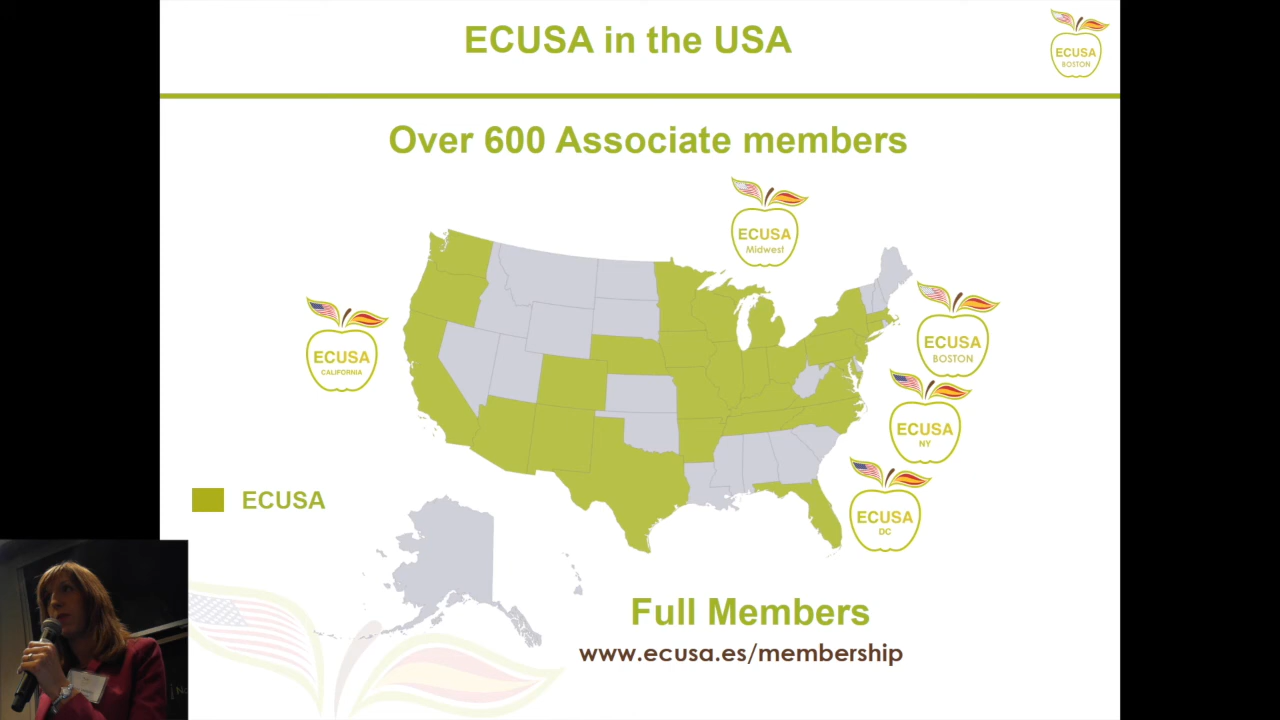 ECUSA in the USA
ECUSA
BOSTON
Over 600 Associate members
ECUSA
Midwest
ECUSA
CALIFORNIA
ECUSA
BOSTON
ECUSA
NY
ECUSA
DC
ECUSA
Full Members
www.ecusa.es/membership